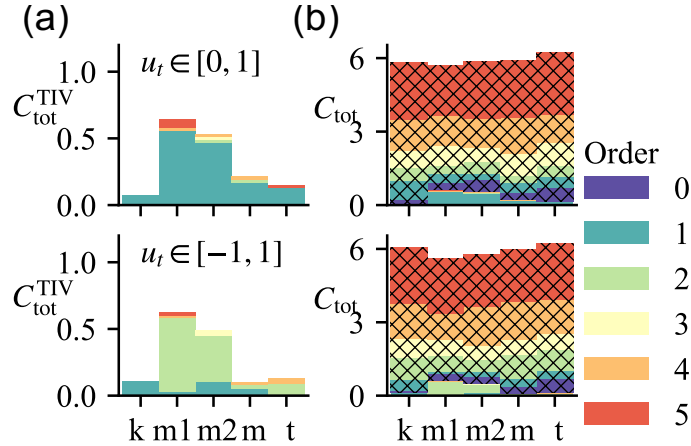 (a)
(b)
C_tot^TIV
1.0
0.5
0.0
u_t ∈ [0, 1]
C_tot
6
3
0
C_tot^TIV
1.0
0.5
0.0
u_t ∈ [−1, 1]
k m1 m2 m t
C_tot
6
3
0
k m1 m2 m t
Order
0
1
2
3
4
5